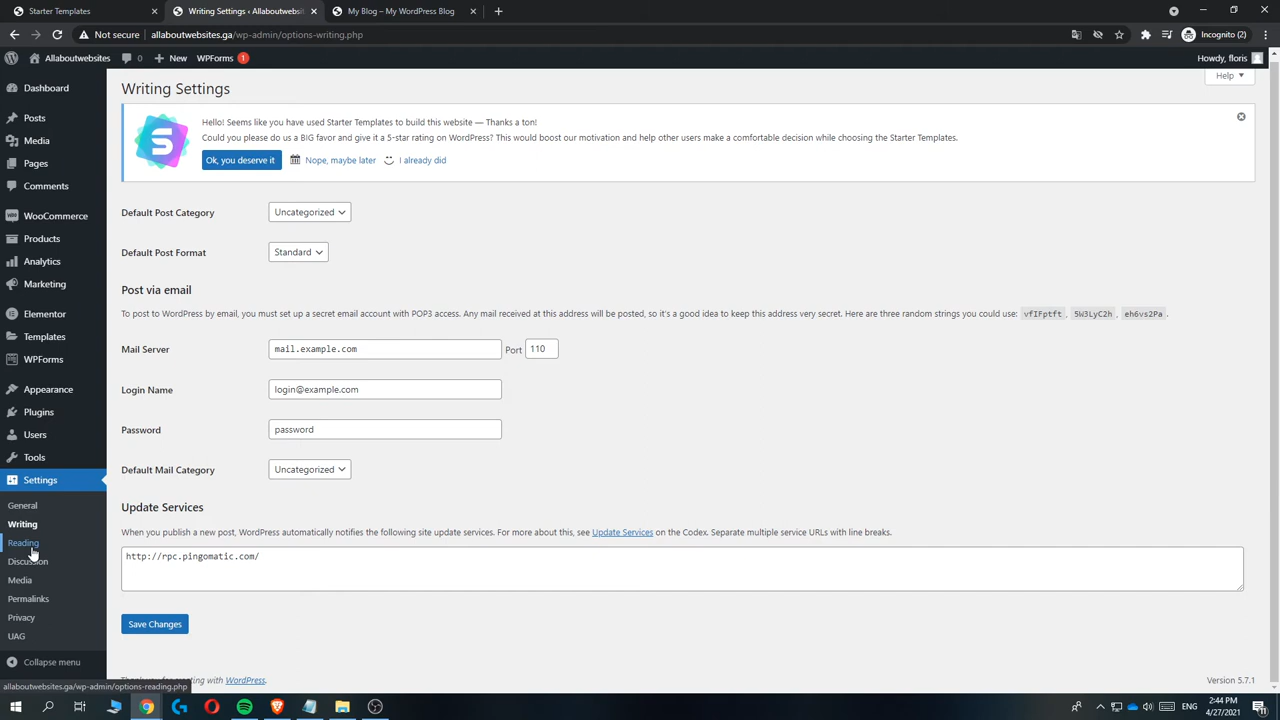 Starter Templates
Writing Settings ‹ Allaboutwebsit
My Blog – My WordPress Blog
Not secure
allaboutwebsites.ga/wp-admin/options-writing.php
Incognito (2)
Allaboutwebsites
0
New
WPForms
1
Howdy, floris
Dashboard
Posts
Media
Pages
Comments
WooCommerce
Products
Analytics
Marketing
Elementor
Templates
WPForms
Appearance
Plugins
Users
Tools
Settings
General
Writing
Reading
Discussion
Media
Permalinks
Privacy
UAG
Collapse menu
Help
Writing Settings
S
Hello! Seems like you have used Starter Templates to build this website — Thanks a ton!
Could you please do us a BIG favor and give it a 5-star rating on WordPress? This would boost our motivation and help other users make a comfortable decision while choosing the Starter Templates.
Ok, you deserve it
Nope, maybe later
I already did
Default Post Category
Uncategorized
Default Post Format
Standard
Post via email
To post to WordPress by email, you must set up a secret email account with POP3 access. Any mail received at this address will be posted, so it's a good idea to keep this address very secret. Here are three random strings you could use: vfIFptft, 5W3LyC2h, eh6vs2Pa.
Mail Server
mail.example.com
Port
110
Login Name
login@example.com
Password
password
Default Mail Category
Uncategorized
Update Services
When you publish a new post, WordPress automatically notifies the following site update services. For more about this, see Update Services on the Codex. Separate multiple service URLs with line breaks.
http://rpc.pingomatic.com/
Save Changes
with WordPress.
Version 5.7.1
allaboutwebsites.ga/wp-admin/options-reading.php
ENG
2:44 PM
4/27/2021